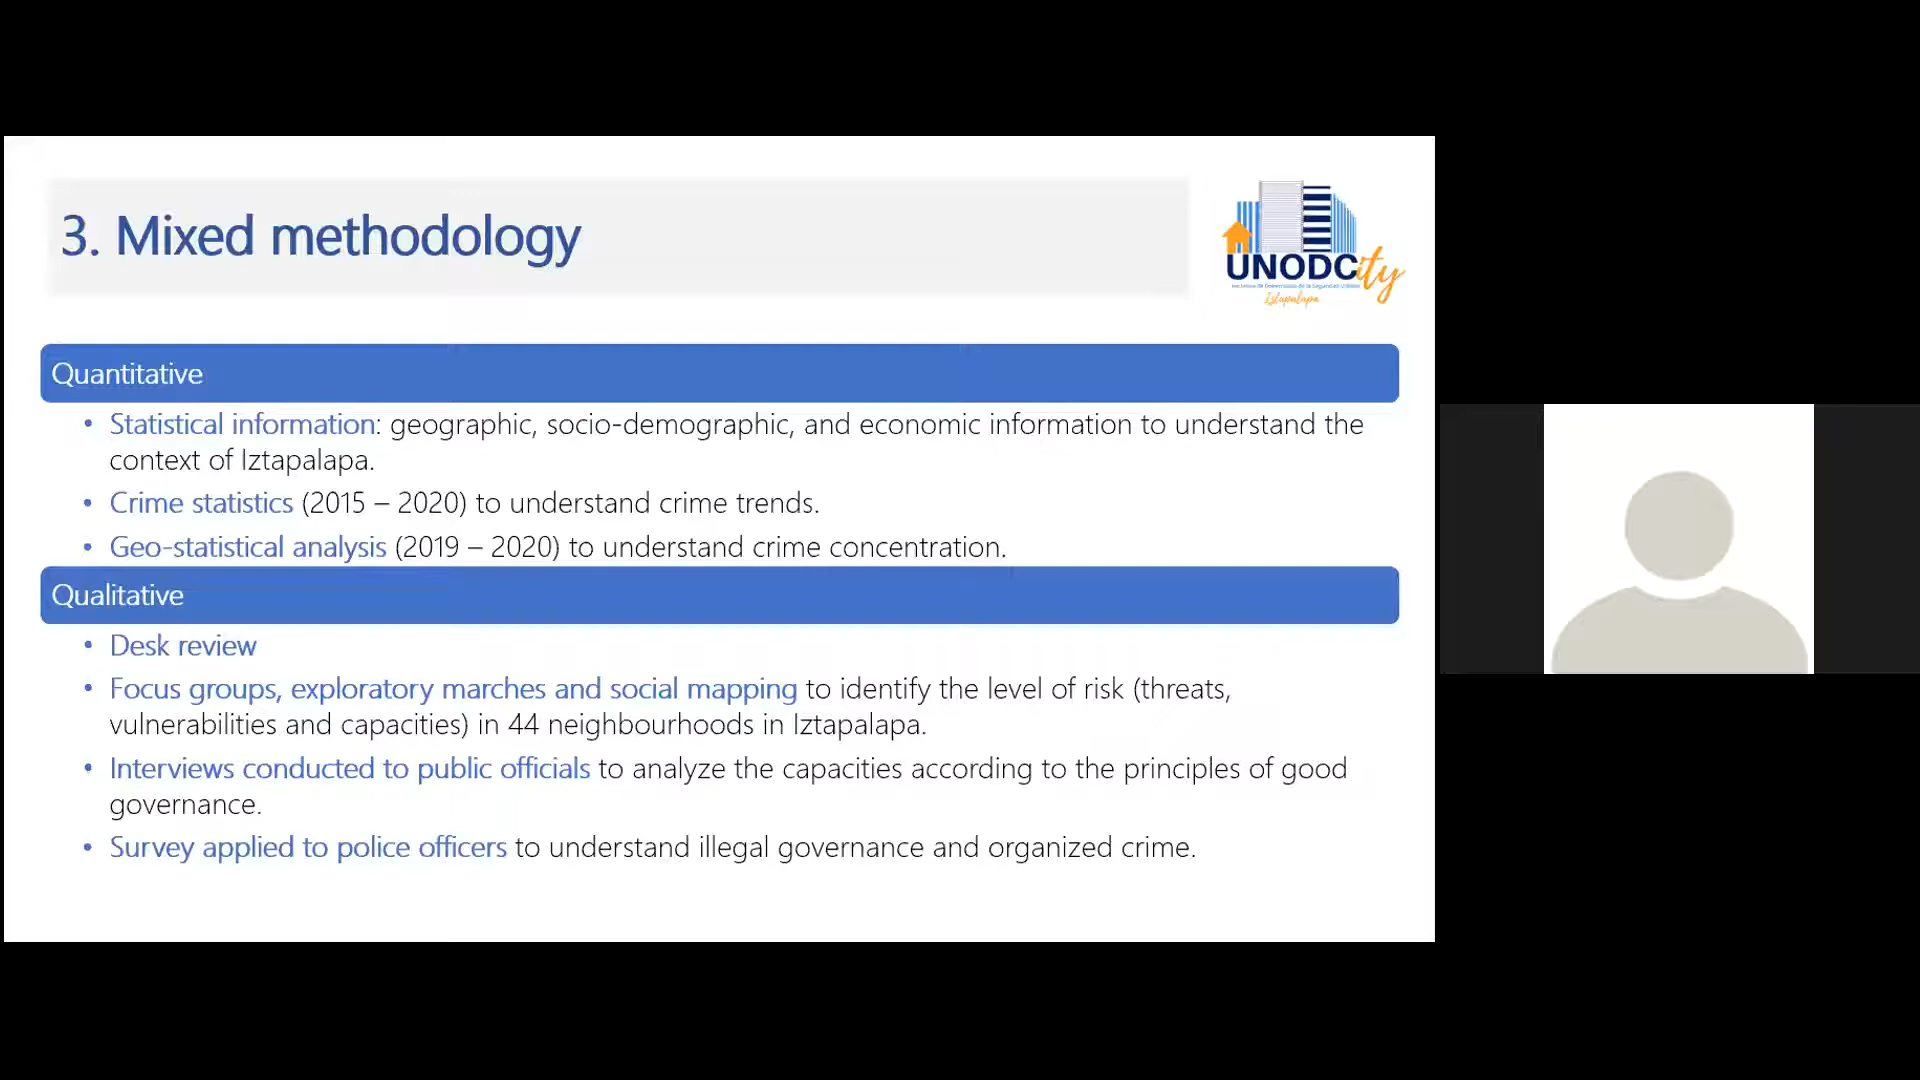 3. Mixed methodology
UNODCity
Iztapalapa
Quantitative
• Statistical information: geographic, socio-demographic, and economic information to understand the
context of Iztapalapa.
• Crime statistics (2015 – 2020) to understand crime trends.
• Geo-statistical analysis (2019 – 2020) to understand crime concentration.
Qualitative
• Desk review
• Focus groups, exploratory marches and social mapping to identify the level of risk (threats,
vulnerabilities and capacities) in 44 neighbourhoods in Iztapalapa.
• Interviews conducted to public officials to analyze the capacities according to the principles of good
governance.
• Survey applied to police officers to understand illegal governance and organized crime.